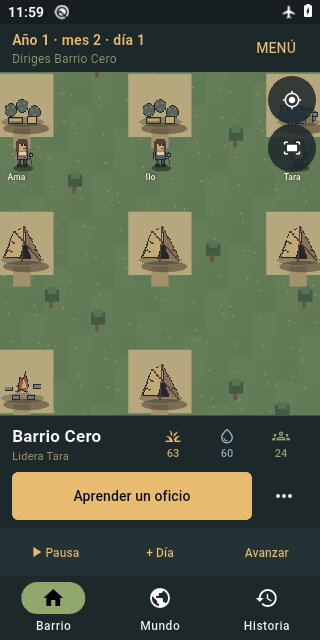 11:59
Año 1 · mes 2 · día 1
Diriges Barrio Cero
MENÚ
Ama
Ilo
Tara
Barrio Cero
Lidera Tara
63
60
24
Aprender un oficio
Pausa
+ Día
Avanzar
Barrio
Mundo
Historia